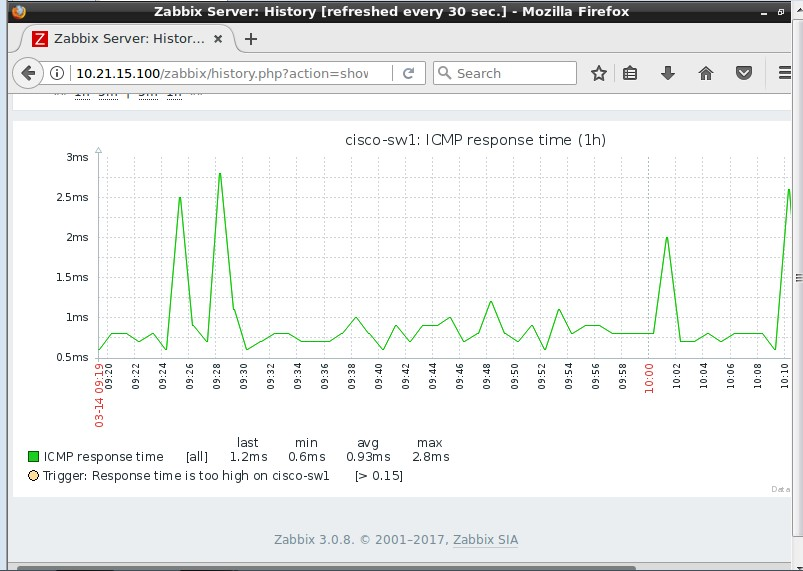 Zabbix Server: History [refreshed every 30 sec.] - Mozilla Firefox
Zabbix Server: Histor...
10.21.15.100/zabbix/history.php?action=show
Search
cisco-sw1: ICMP response time (1h)
3ms
2.5ms
2ms
1.5ms
1ms
0.5ms
03-14 09:19 09:20 09:22 09:24 09:26 09:28 09:30 09:32 09:34 09:36 09:38 09:40 09:42 09:44 09:46 09:48 09:50 09:52 09:54 09:56 09:58 10:00 10:02 10:04 10:06 10:08 10:10
last min avg max
ICMP response time [all] 1.2ms 0.6ms 0.93ms 2.8ms
Trigger: Response time is too high on cisco-sw1 [> 0.15]
Data
Zabbix 3.0.8. © 2001–2017, Zabbix SIA